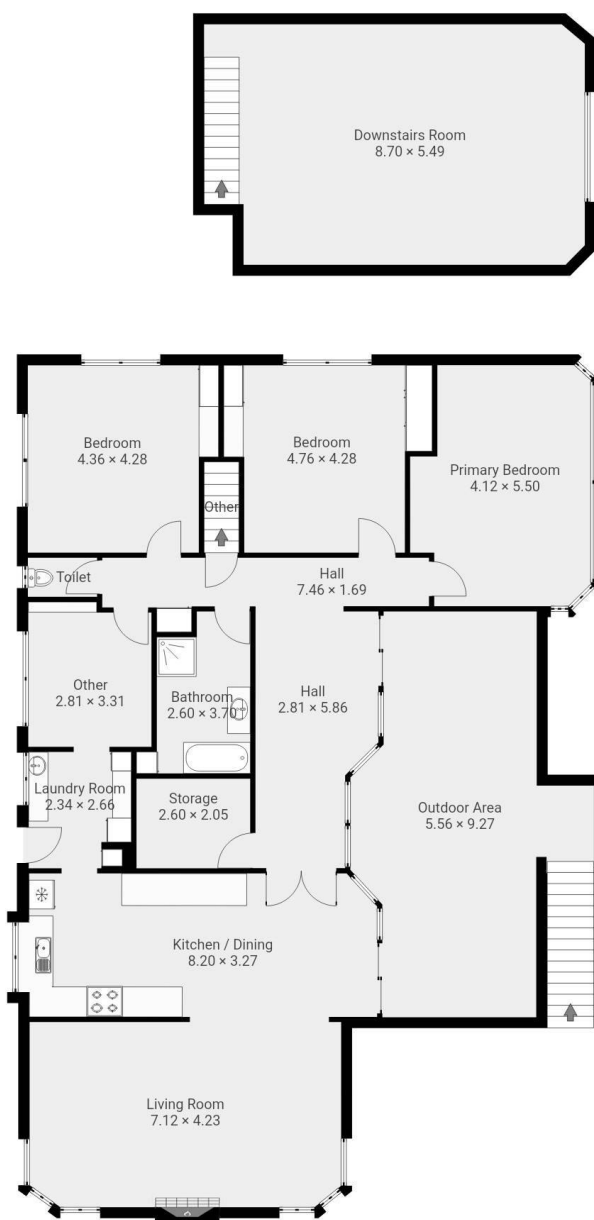 Downstairs Room
8.70 × 5.49
Bedroom
4.36 × 4.28
Bedroom
4.76 × 4.28
Primary Bedroom
4.12 × 5.50
Other
Toilet
Hall
7.46 × 1.69
Other
2.81 × 3.31
Bathroom
2.60 × 3.70
Hall
2.81 × 5.86
Laundry Room
2.34 × 2.66
Storage
2.60 × 2.05
Outdoor Area
5.56 × 9.27
Kitchen / Dining
8.20 × 3.27
Living Room
7.12 × 4.23